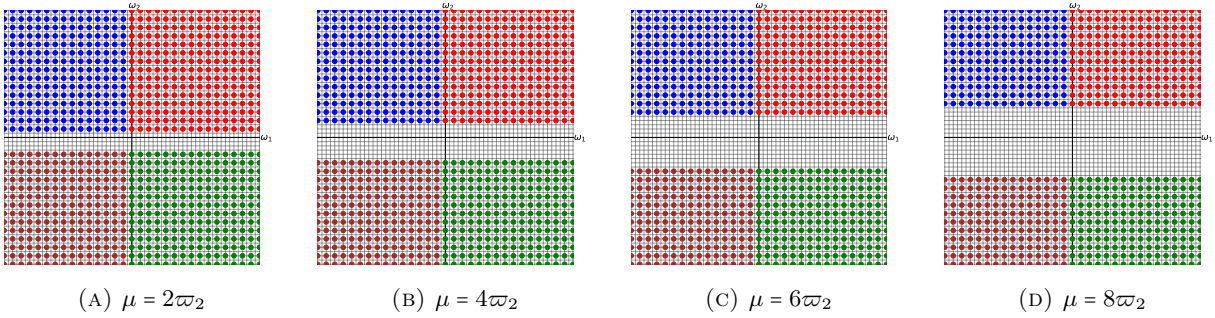 ω₂ ω₂ ω₂ ω₂
ω₁ ω₁ ω₁ ω₁
(A) μ = 2ϖ₂ (B) μ = 4ϖ₂ (C) μ = 6ϖ₂ (D) μ = 8ϖ₂